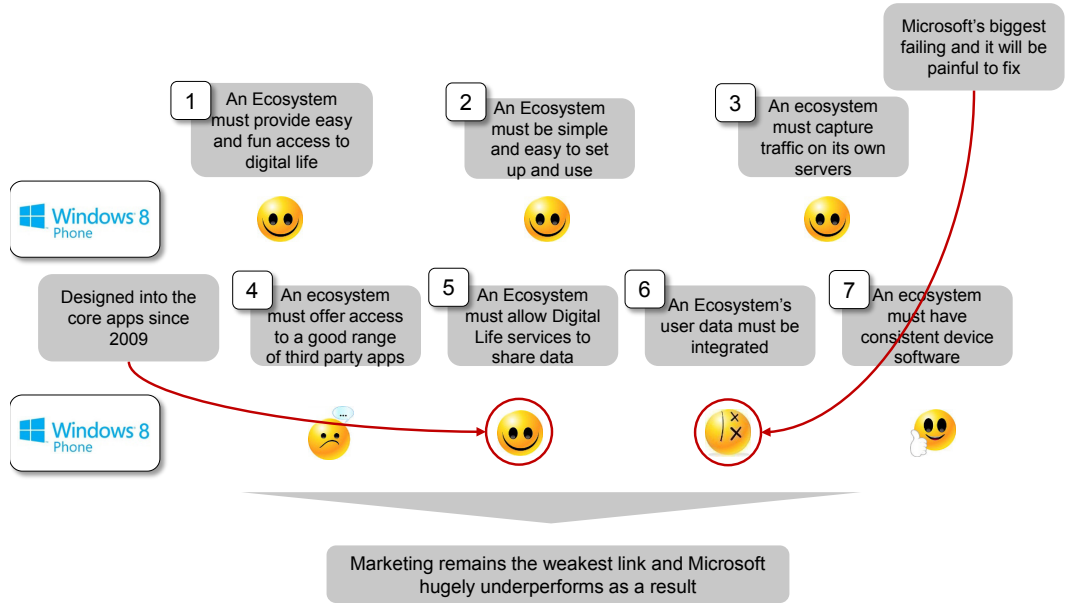 Microsoft's biggest
failing and it will be
painful to fix
1
An Ecosystem
must provide easy
and fun access to
digital life
2
An Ecosystem
must be simple
and easy to set
up and use
3
An ecosystem
must capture
traffic on its own
servers
Windows 8
Phone
Designed into the
core apps since
2009
4
An ecosystem
must offer access
to a good range
of third party apps
5
An Ecosystem
must allow Digital
Life services to
share data
6
An Ecosystem's
user data must be
integrated
7
An ecosystem
must have
consistent device
software
...
Windows 8
Phone
Marketing remains the weakest link and Microsoft
hugely underperforms as a result